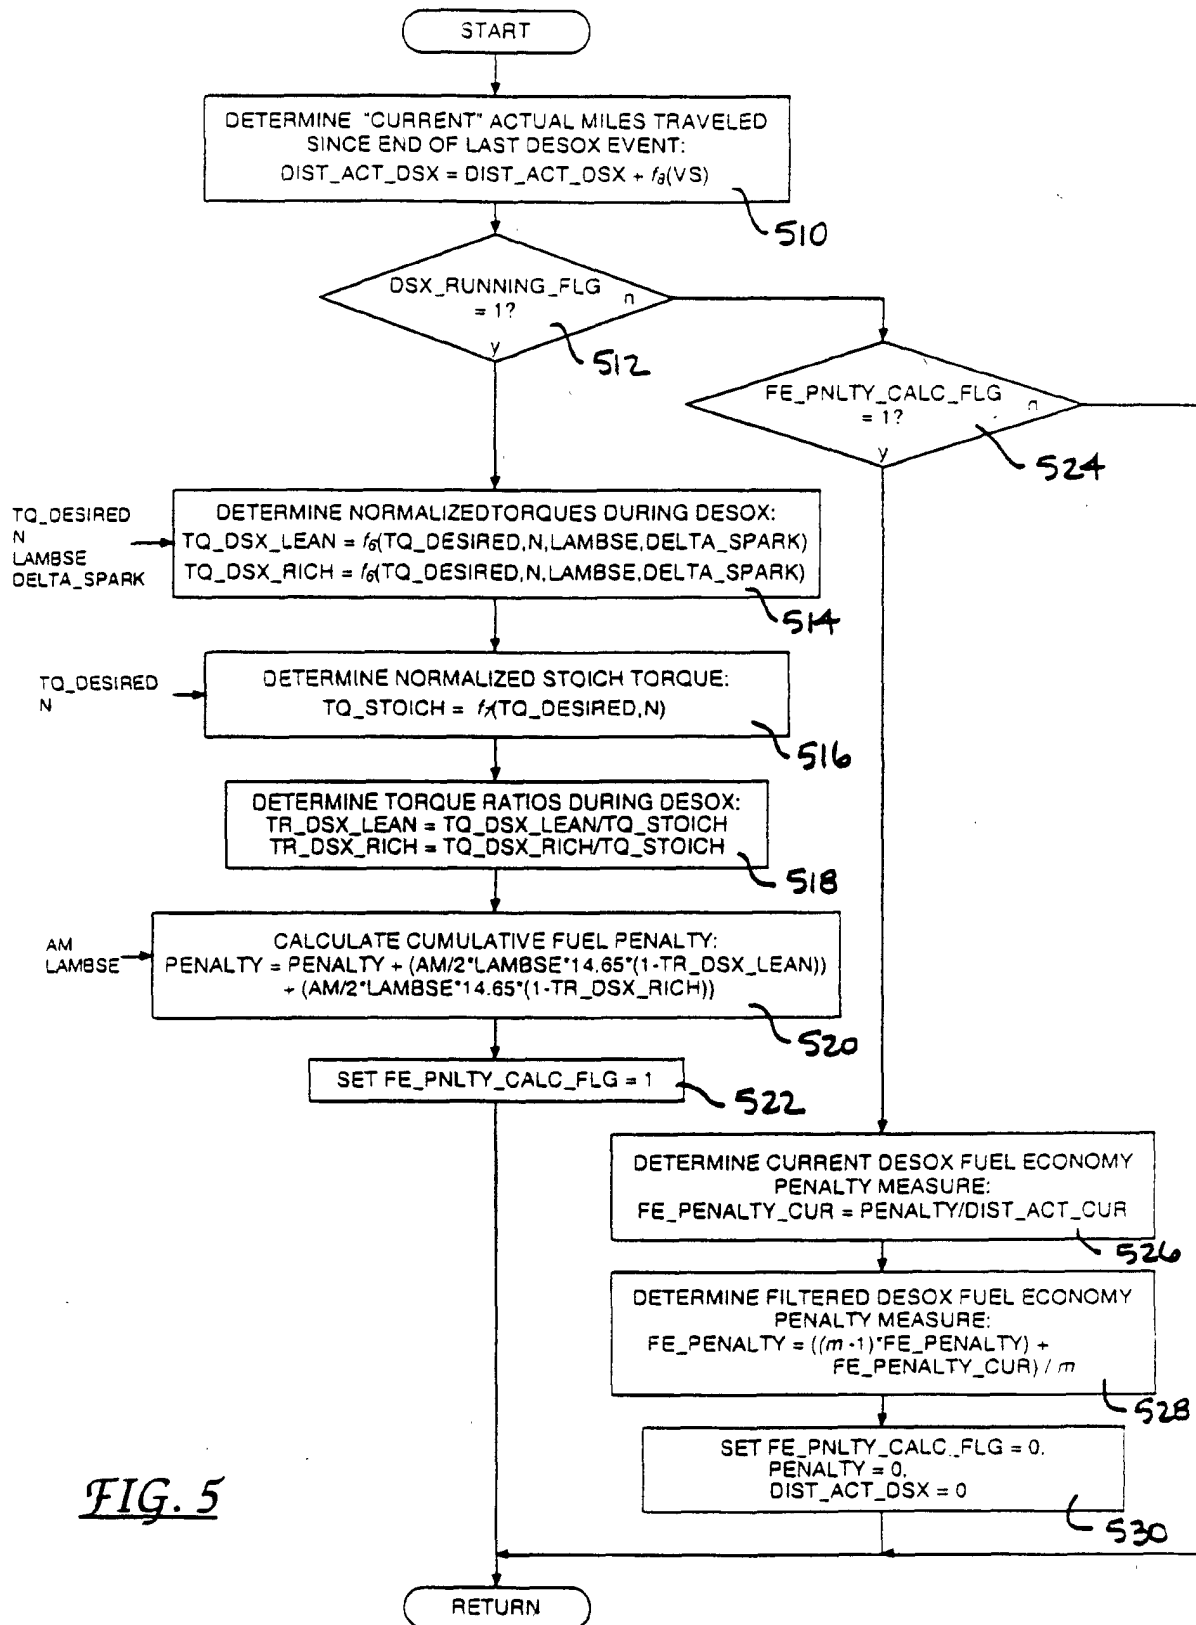 START
DETERMINE "CURRENT" ACTUAL MILES TRAVELED
SINCE END OF LAST DESOX EVENT:
DIST_ACT_DSX = DIST_ACT_DSX + f8(VS)
510
DSX_RUNNING_FLG
= 1?
n
y
512
FE_PNLTY_CALC_FLG
= 1?
n
y
524
TQ_DESIRED
N
LAMBSE
DELTA_SPARK
DETERMINE NORMALIZEDTORQUES DURING DESOX:
TQ_DSX_LEAN = f6(TQ_DESIRED,N,LAMBSE,DELTA_SPARK)
TQ_DSX_RICH = f6(TQ_DESIRED,N,LAMBSE,DELTA_SPARK)
514
TQ_DESIRED
N
DETERMINE NORMALIZED STOICH TORQUE:
TQ_STOICH = f7(TQ_DESIRED,N)
516
DETERMINE TORQUE RATIOS DURING DESOX:
TR_DSX_LEAN = TQ_DSX_LEAN/TQ_STOICH
TR_DSX_RICH = TQ_DSX_RICH/TQ_STOICH
518
AM
LAMBSE
CALCULATE CUMULATIVE FUEL PENALTY:
PENALTY = PENALTY + (AM/2*LAMBSE*14.65*(1-TR_DSX_LEAN))
+ (AM/2*LAMBSE*14.65*(1-TR_DSX_RICH))
520
SET FE_PNLTY_CALC_FLG = 1
522
DETERMINE CURRENT DESOX FUEL ECONOMY
PENALTY MEASURE:
FE_PENALTY_CUR = PENALTY/DIST_ACT_CUR
526
DETERMINE FILTERED DESOX FUEL ECONOMY
PENALTY MEASURE:
FE_PENALTY = ((m -1)*FE_PENALTY) +
FE_PENALTY_CUR) / m
528
SET FE_PNLTY_CALC_FLG = 0,
PENALTY = 0,
DIST_ACT_DSX = 0
530
FIG. 5
RETURN